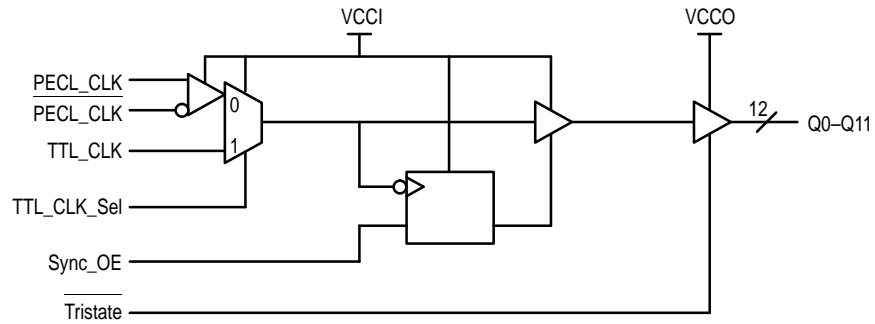 VCCI
VCCO
PECL_CLK
0
PECL_CLK
12
Q0–Q11
TTL_CLK
1
TTL_CLK_Sel
Sync_OE
Tristate